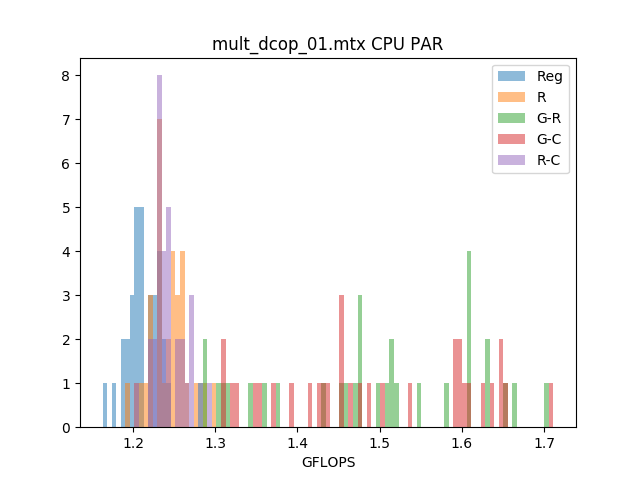 mult_dcop_01.mtx CPU PAR
Reg
R
G-R
G-C
R-C
8
7
6
5
4
3
2
1
0
1.2 1.3 1.4 1.5 1.6 1.7
GFLOPS